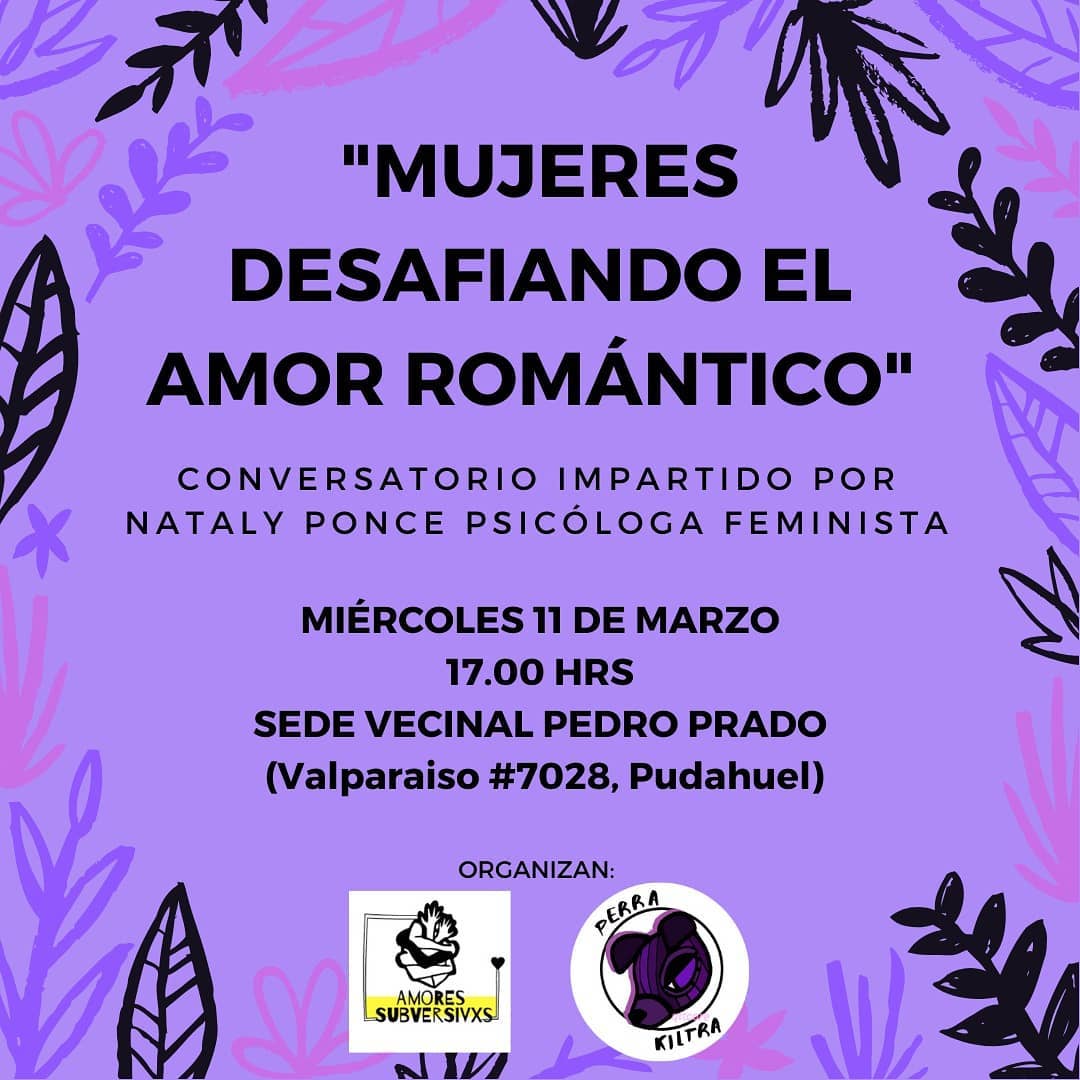 "MUJERES
DESAFIANDO EL
AMOR ROMÁNTICO"
CONVERSATORIO IMPARTIDO POR
NATALY PONCE PSICÓLOGA FEMINISTA
MIÉRCOLES 11 DE MARZO
17.00 HRS
SEDE VECINAL PEDRO PRADO
(Valparaiso #7028, Pudahuel)
ORGANIZAN:
AMORES
SUBVERSIVXS
PERRA
KILTRA